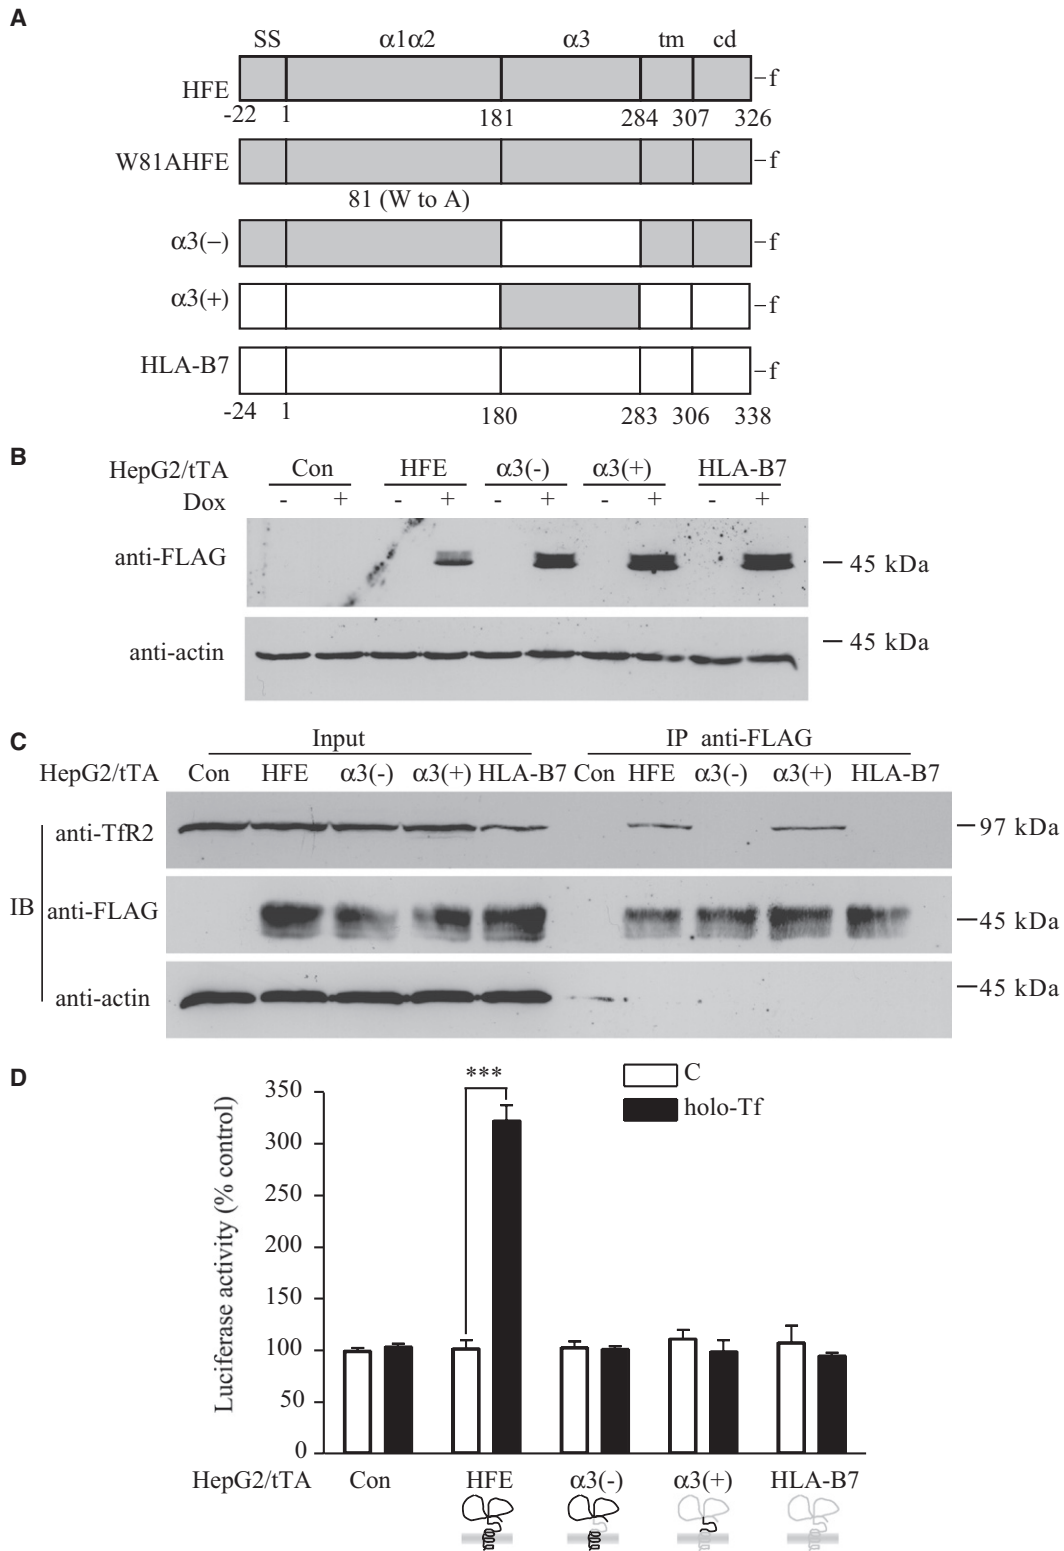 A
SS α1α2 α3 tm cd
HFE –f
-22 1 181 284 307 326
W81AHFE –f
81 (W to A)
α3(−) –f
α3(+) –f
HLA-B7 –f
-24 1 180 283 306 338
B
HepG2/tTA Con HFE α3(-) α3(+) HLA-B7
Dox - + - + - + - + - +
anti-FLAG 45 kDa
anti-actin 45 kDa
C
Input IP anti-FLAG
HepG2/tTA Con HFE α3(-) α3(+) HLA-B7 Con HFE α3(-) α3(+) HLA-B7
anti-TfR2 97 kDa
IB anti-FLAG 45 kDa
anti-actin 45 kDa
D
Luciferase activity (% control)
350
300
250
200
150
100
50
0
***
C
holo-Tf
HepG2/tTA Con HFE α3(-) α3(+) HLA-B7